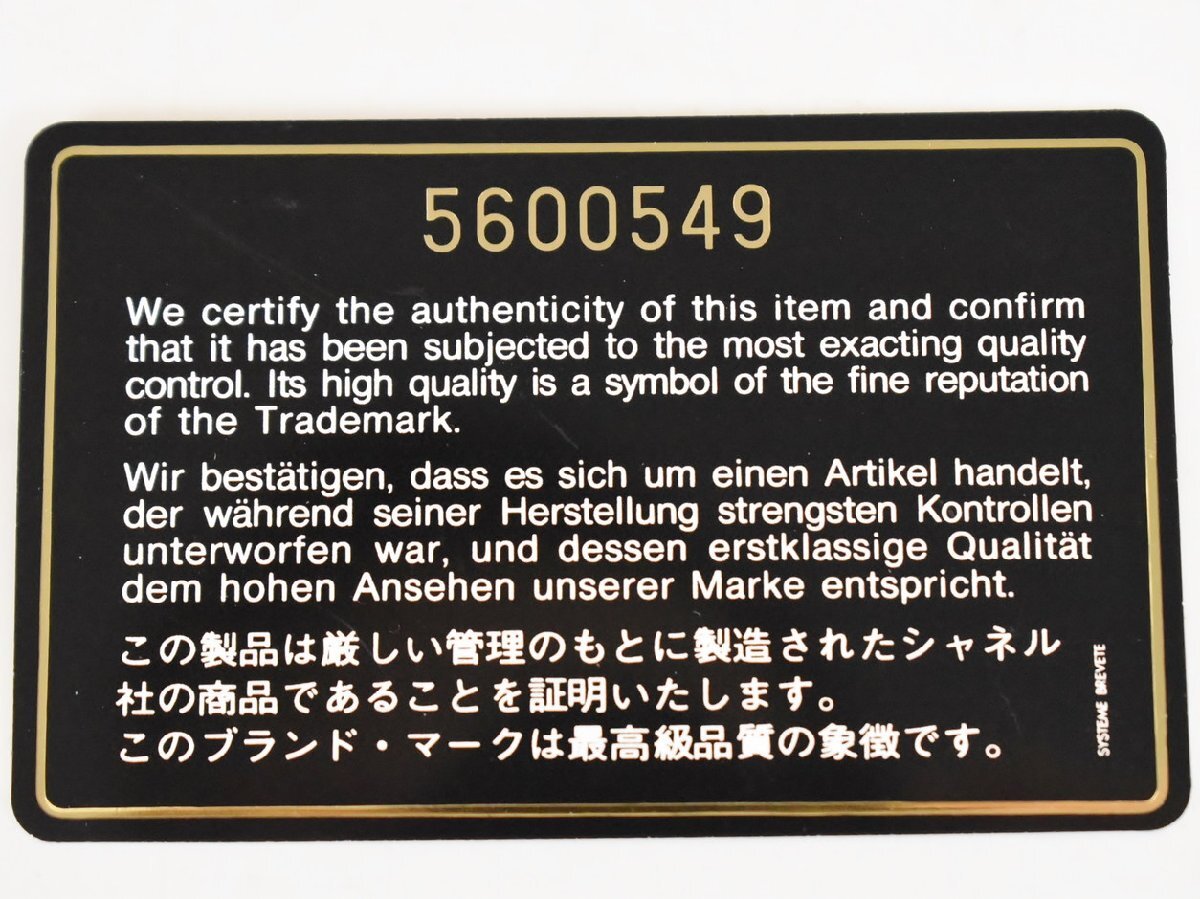 5600549
We certify the authenticity of this item and confirm
that it has been subjected to the most exacting quality
control. Its high quality is a symbol of the fine reputation
of the Trademark.
Wir bestätigen, dass es sich um einen Artikel handelt,
der während seiner Herstellung strengsten Kontrollen
unterworfen war, und dessen erstklassige Qualität
dem hohen Ansehen unserer Marke entspricht.
この製品は厳しい管理のもとに製造されたシャネル
社の商品であることを証明いたします。
このブランド・マークは最高級品質の象徴です。
SYSTEME BREVETE